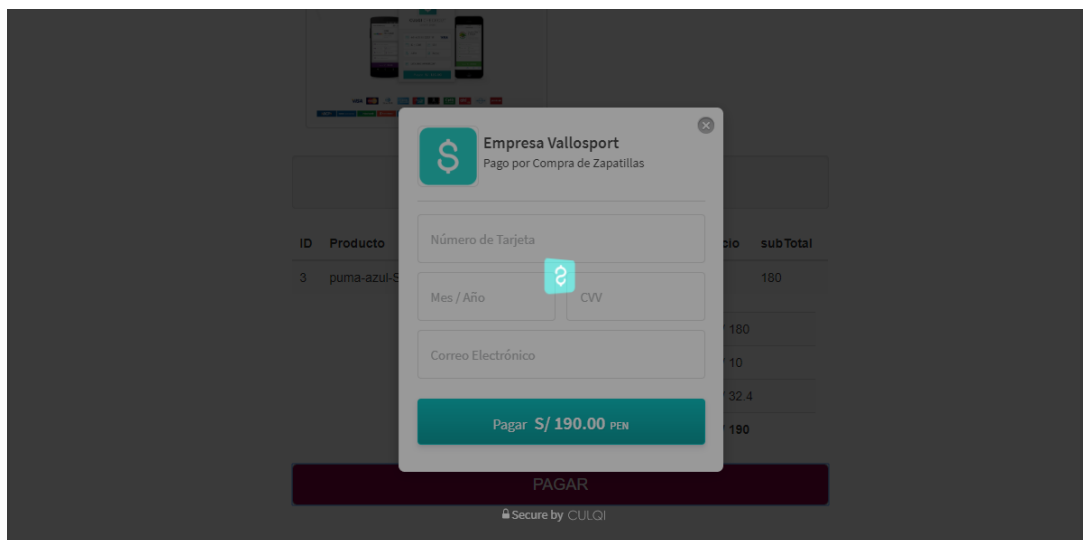 Empresa Vallosport
Pago por Compra de Zapatillas
Número de Tarjeta
Mes / Año
CVV
Correo Electrónico
Pagar S/ 190.00 PEN
ID Producto cio subTotal
3 puma-azul-S 180
/ 180
/ 10
/ 32.4
/ 190
PAGAR
Secure by CULQI